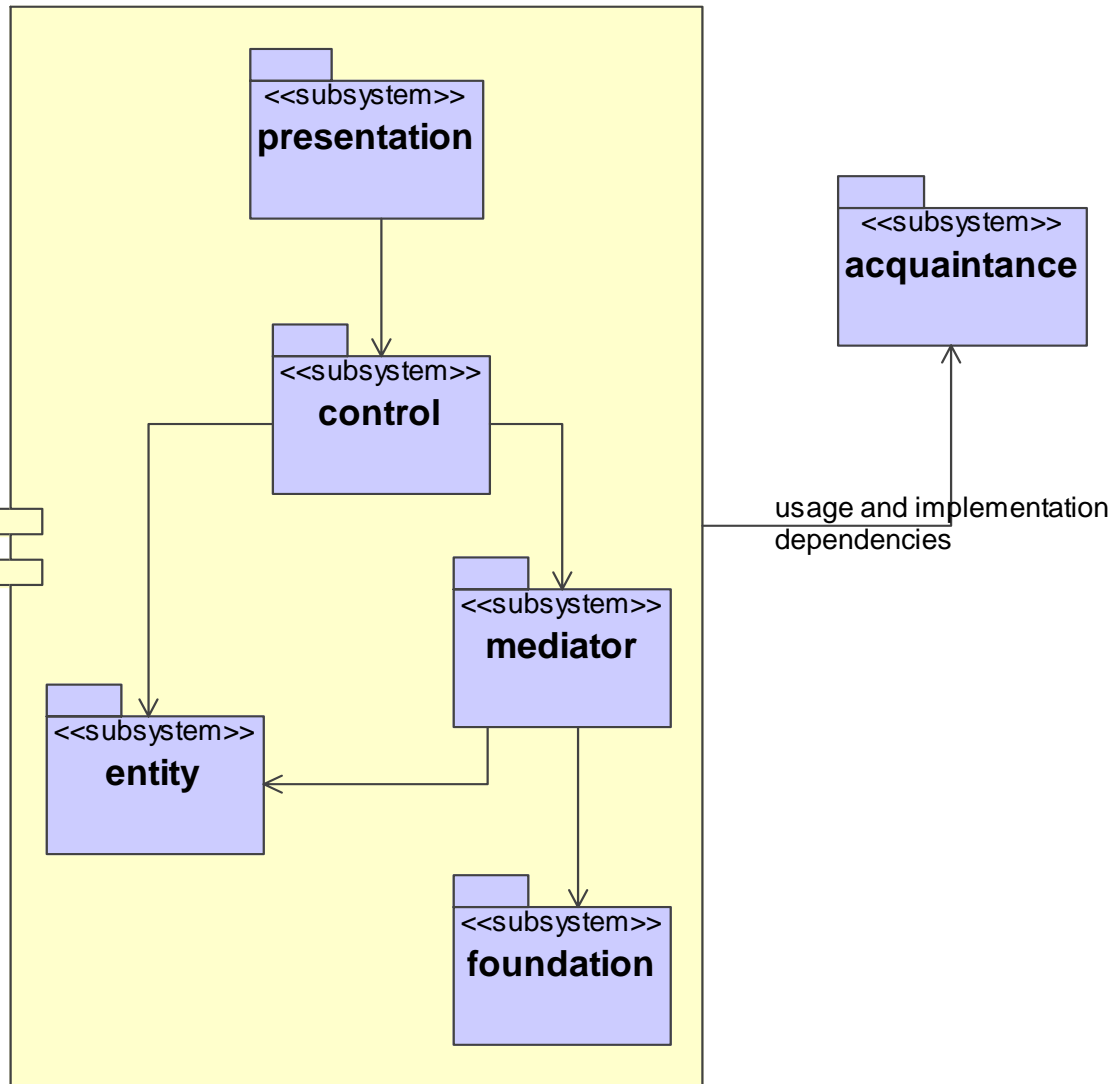 <<subsystem>>
presentation
<<subsystem>>
acquaintance
<<subsystem>>
control
usage and implementation
dependencies
<<subsystem>>
mediator
<<subsystem>>
entity
<<subsystem>>
foundation